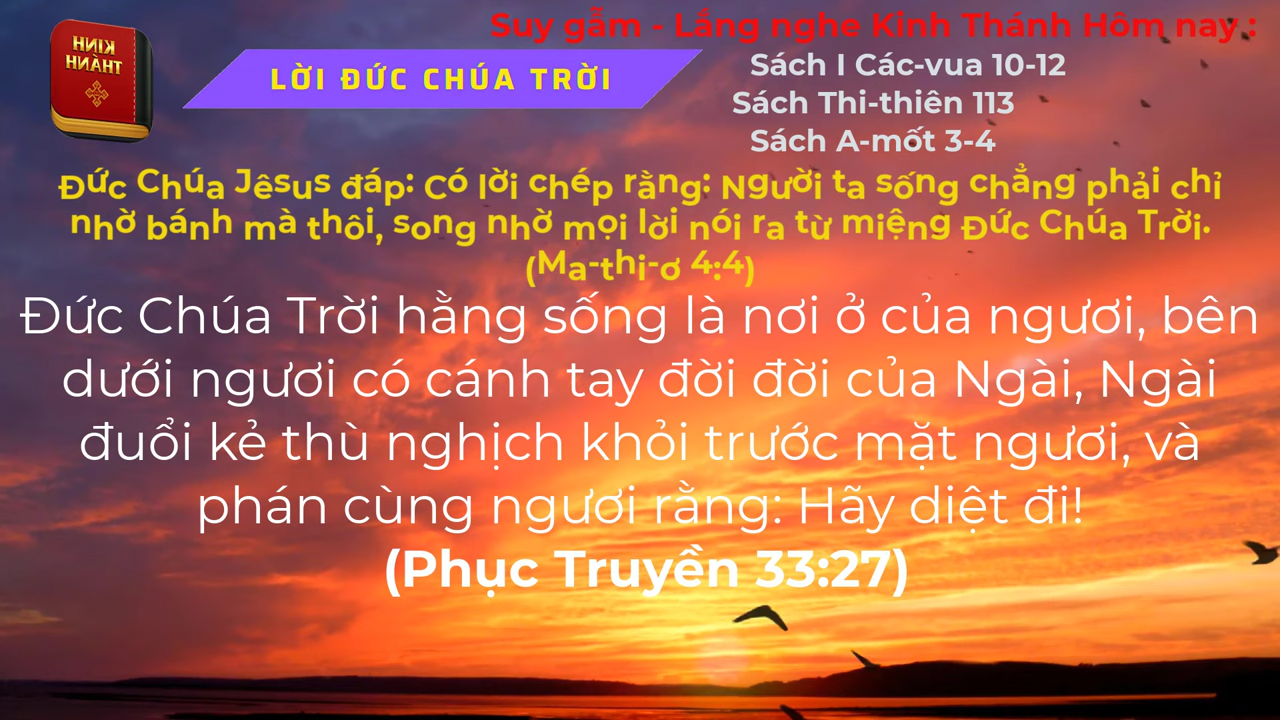 Suy gẫm - Lắng nghe Kinh Thánh Hôm nay :
KINH
THÁNH
LỜI ĐỨC CHÚA TRỜI
Sách I Các-vua 10-12
Sách Thi-thiên 113
Sách A-mốt 3-4
Đức Chúa Jêsus đáp: Có lời chép rằng: Người ta sống chẳng phải chỉ
nhờ bánh mà thôi, song nhờ mọi lời nói ra từ miệng Đức Chúa Trời.
(Ma-thi-ơ 4:4)
Đức Chúa Trời hằng sống là nơi ở của ngươi, bên
dưới ngươi có cánh tay đời đời của Ngài, Ngài
đuổi kẻ thù nghịch khỏi trước mặt ngươi, và
phán cùng ngươi rằng: Hãy diệt đi!
(Phục Truyền 33:27)